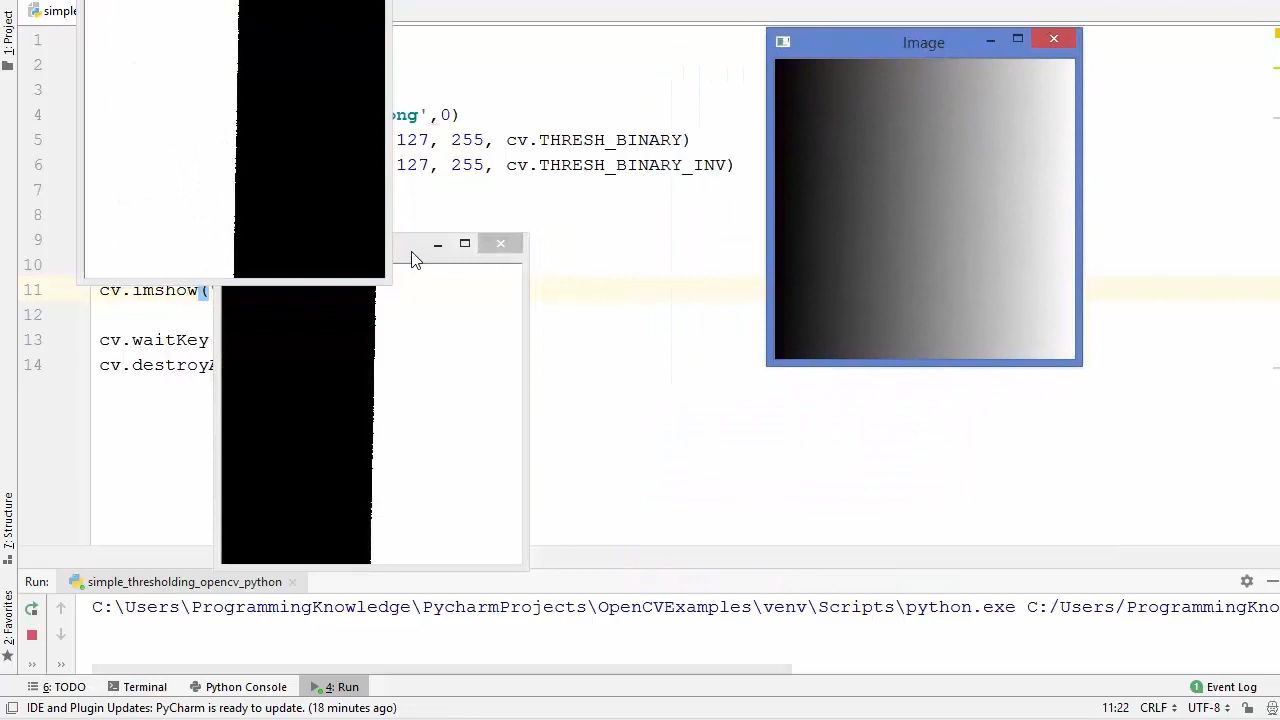 simple
Image
1: Project
1
2
3
4 ong',0)
5 127, 255, cv.THRESH_BINARY)
6 127, 255, cv.THRESH_BINARY_INV)
7
8
9
10
11 cv.imshow(
12
13 cv.waitKey
14 cv.destroy
7: Structure
2: Favorites
Run: simple_thresholding_opencv_python
C:\Users\ProgrammingKnowledge\PycharmProjects\OpenCVExamples\venv\Scripts\python.exe C:/Users/ProgrammingKno
6: TODO Terminal Python Console 4: Run 1 Event Log
IDE and Plugin Updates: PyCharm is ready to update. (18 minutes ago) 11:22 CRLF UTF-8